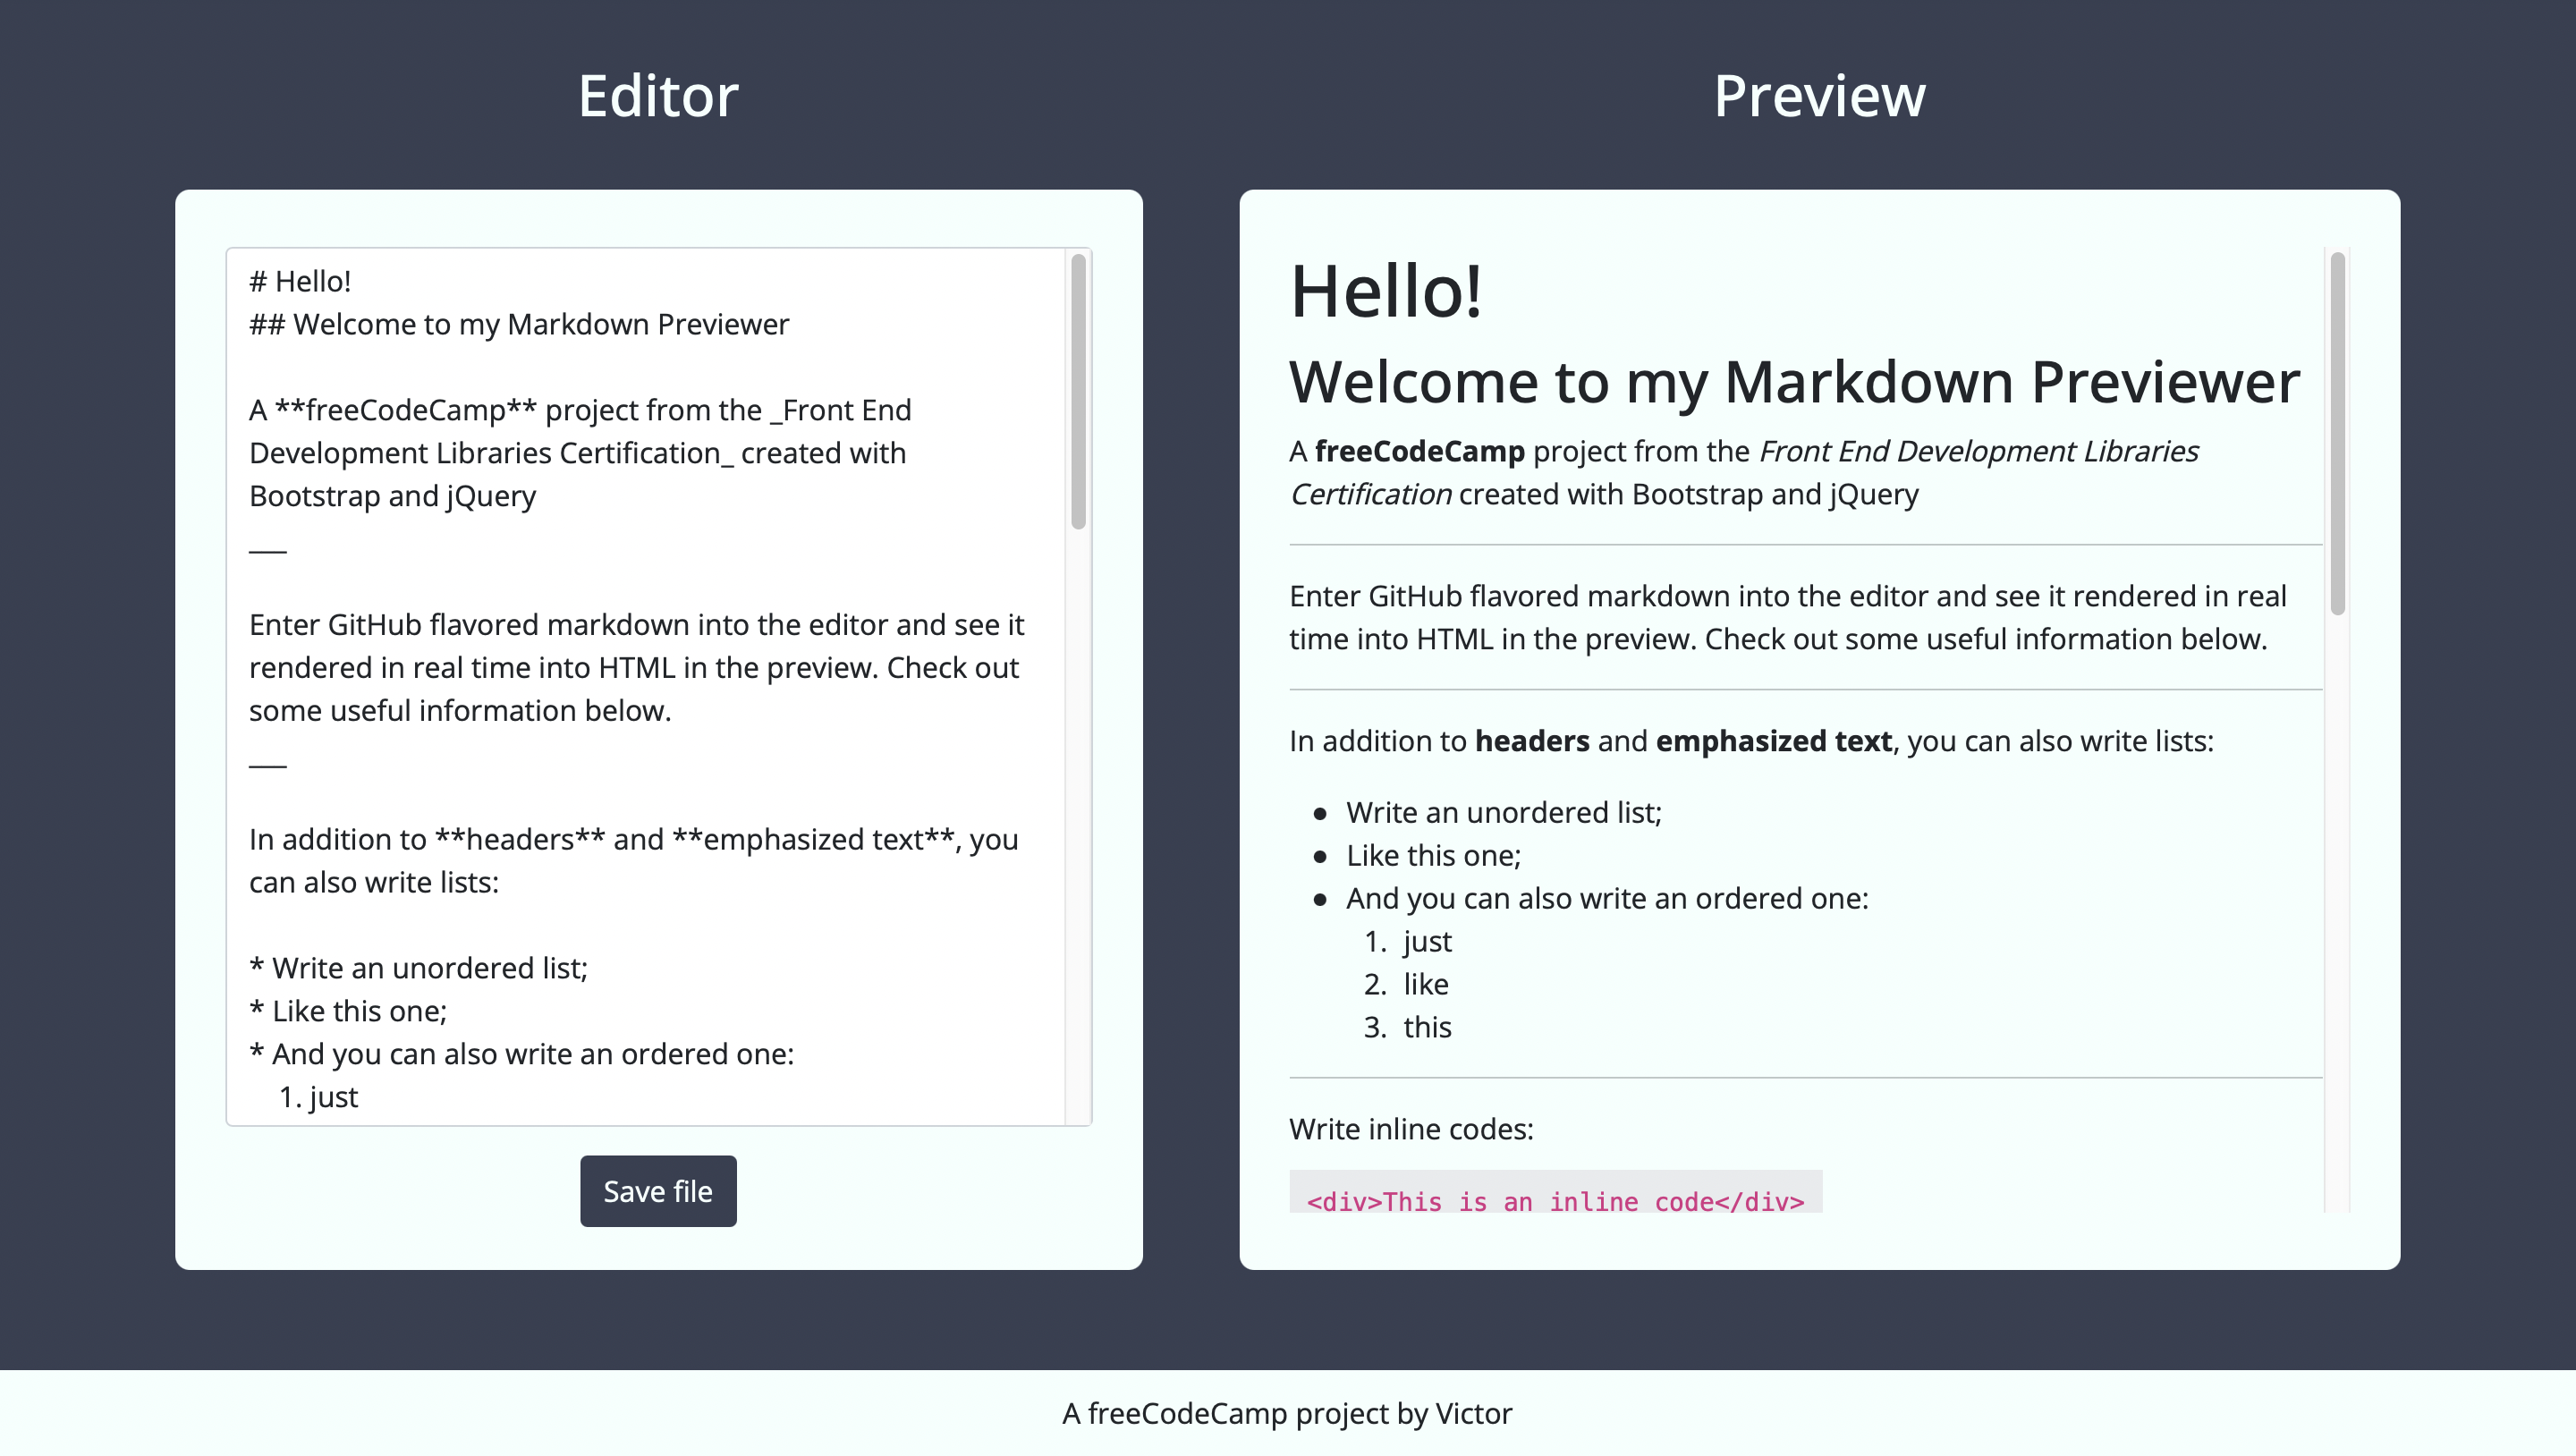 Editor
# Hello!
## Welcome to my Markdown Previewer
A **freeCodeCamp** project from the _Front End
Development Libraries Certification_ created with
Bootstrap and jQuery
___
Enter GitHub flavored markdown into the editor and see it
rendered in real time into HTML in the preview. Check out
some useful information below.
___
In addition to **headers** and **emphasized text**, you
can also write lists:
* Write an unordered list;
* Like this one;
* And you can also write an ordered one:
1. just
Save file
Preview
Hello!
Welcome to my Markdown Previewer
A freeCodeCamp project from the Front End Development Libraries
Certification created with Bootstrap and jQuery
Enter GitHub flavored markdown into the editor and see it rendered in real
time into HTML in the preview. Check out some useful information below.
In addition to headers and emphasized text, you can also write lists:
● Write an unordered list;
● Like this one;
● And you can also write an ordered one:
1. just
2. like
3. this
Write inline codes:
<div>This is an inline code</div>
A freeCodeCamp project by Victor